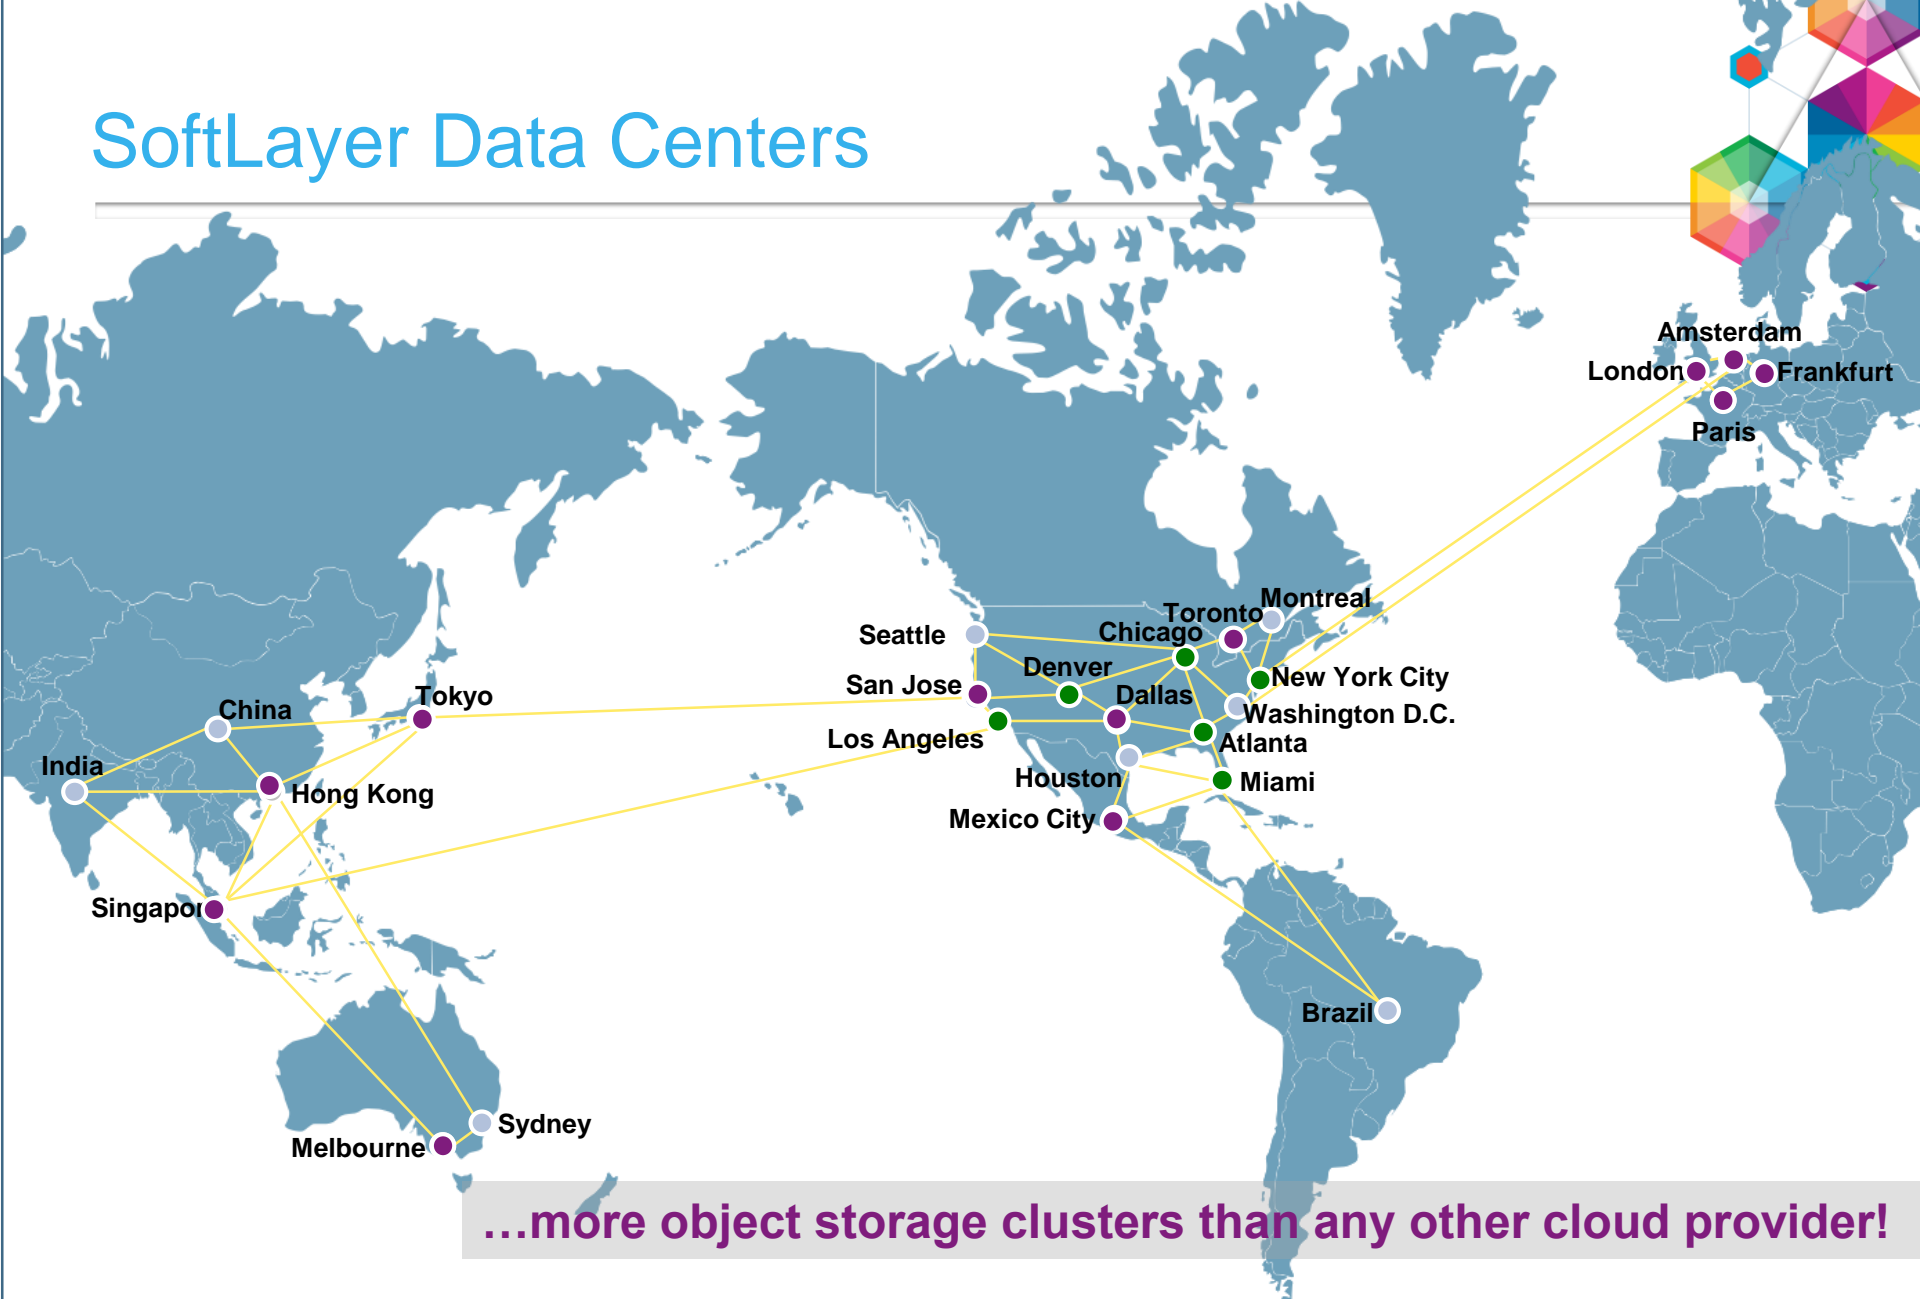 SoftLayer Data Centers
Amsterdam
London
Frankfurt
Paris
Montreal
Toronto
Chicago
Seattle
Denver
New York City
San Jose
Dallas
Tokyo
China
Washington D.C.
Los Angeles
Atlanta
India
Houston
Miami
Hong Kong
Mexico City
Singapor
Brazil
Sydney
Melbourne
…more object storage clusters than any other cloud provider!